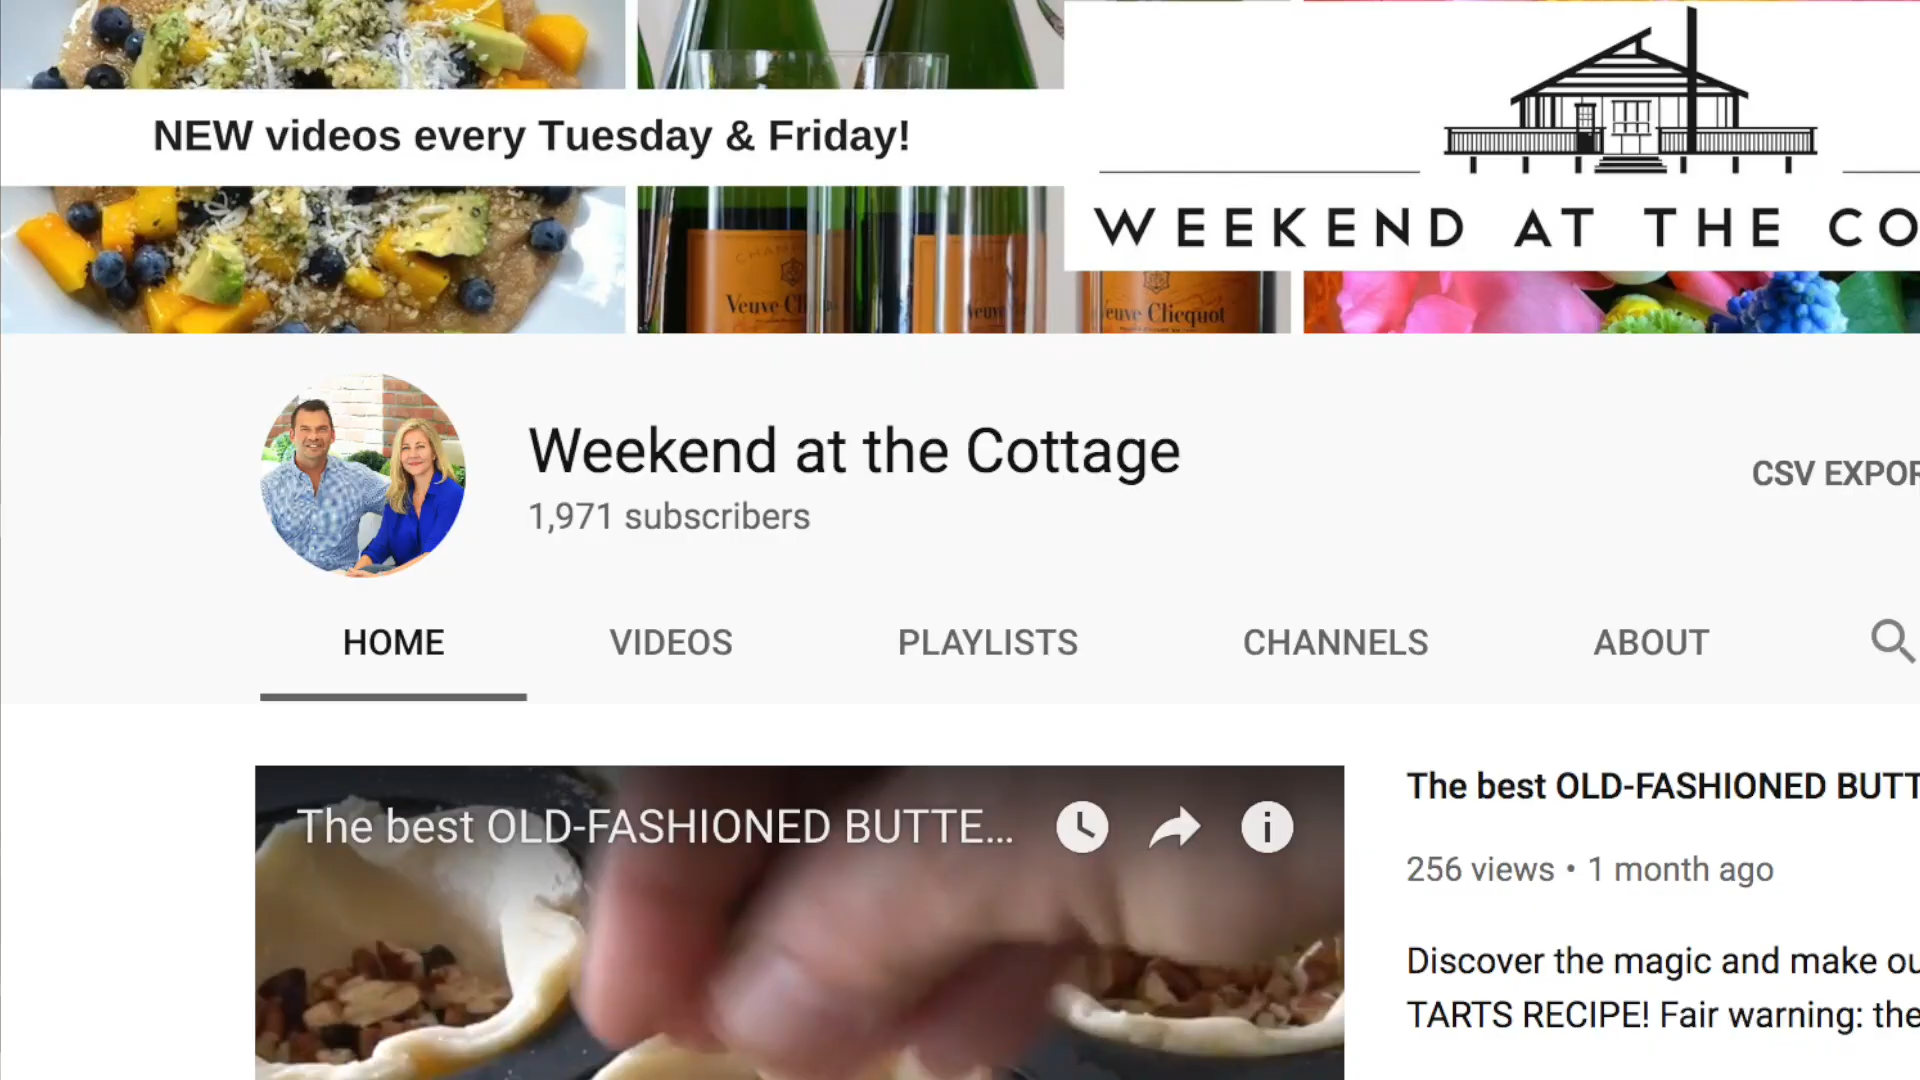 NEW videos every Tuesday & Friday!
WEEKEND AT THE CO
Veuve Cl
Veuve
euve Clicquot
Weekend at the Cottage
1,971 subscribers
CSV EXPOR
HOME VIDEOS PLAYLISTS CHANNELS ABOUT
The best OLD-FASHIONED BUTTE...
The best OLD-FASHIONED BUTT
256 views • 1 month ago
Discover the magic and make ou
TARTS RECIPE! Fair warning: the